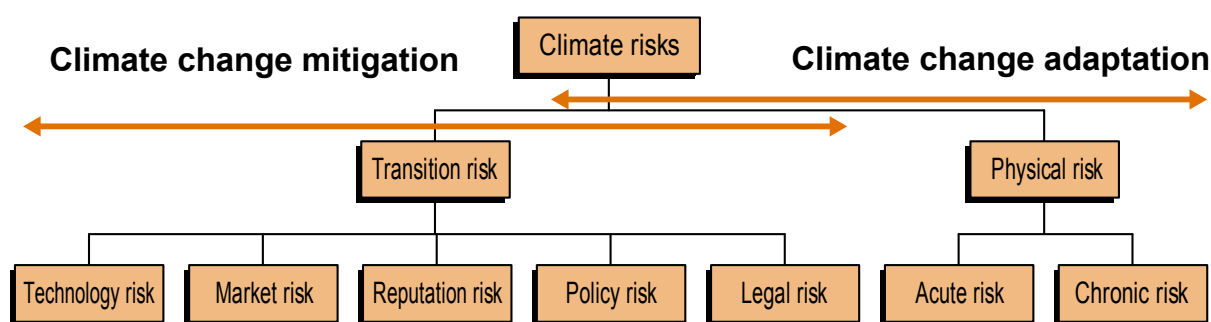 Climate risks
Climate change mitigation
Climate change adaptation
Transition risk
Physical risk
Technology risk
Market risk
Reputation risk
Policy risk
Legal risk
Acute risk
Chronic risk